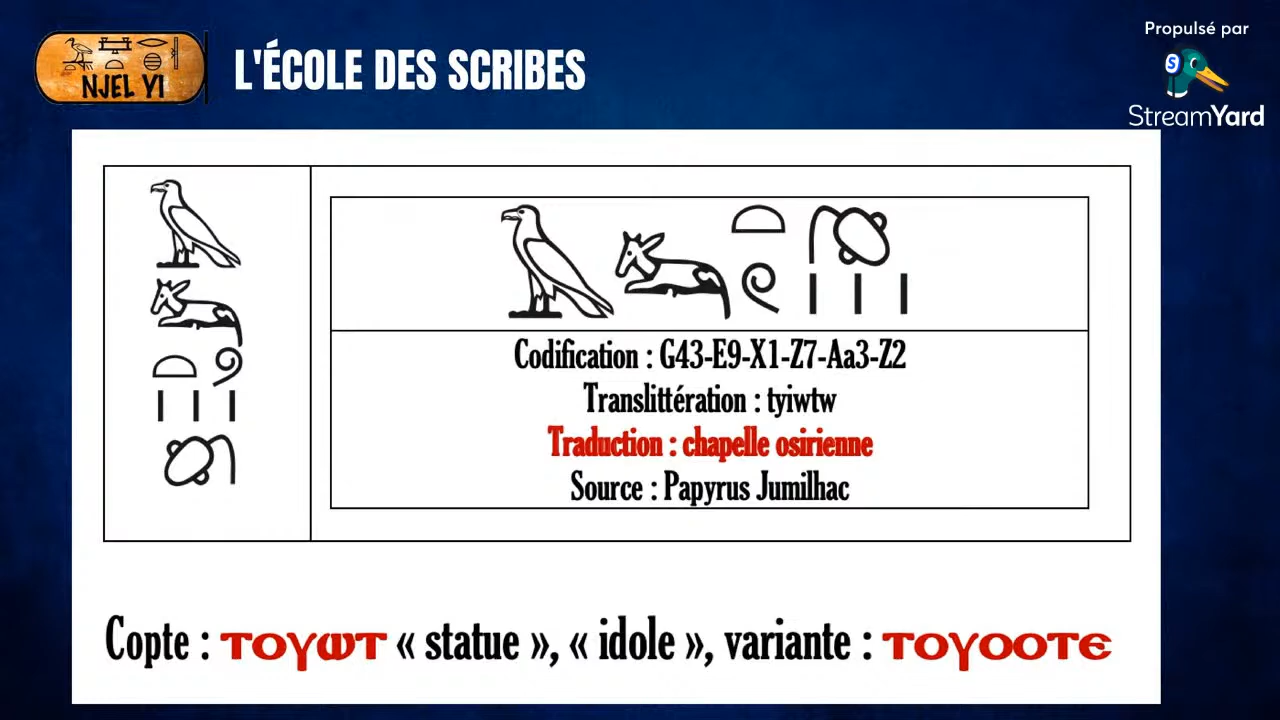 NJEL YI
L'ÉCOLE DES SCRIBES
Propulsé par
StreamYard
Codification : G43-E9-X1-Z7-Aa3-Z2
Translittération : tyiwtw
Traduction : chapelle osirienne
Source : Papyrus Jumilhac
Copte : ⲧⲟⲩⲱⲧ « statue », « idole », variante : ⲧⲟⲩⲟⲟⲧⲉ